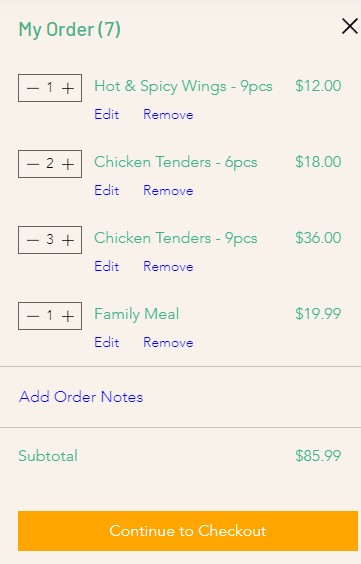 My Order (7)
1 Hot & Spicy Wings - 9pcs $12.00
Edit Remove
2 Chicken Tenders - 6pcs $18.00
Edit Remove
3 Chicken Tenders - 9pcs $36.00
Edit Remove
1 Family Meal $19.99
Edit Remove
Add Order Notes
Subtotal $85.99
Continue to Checkout